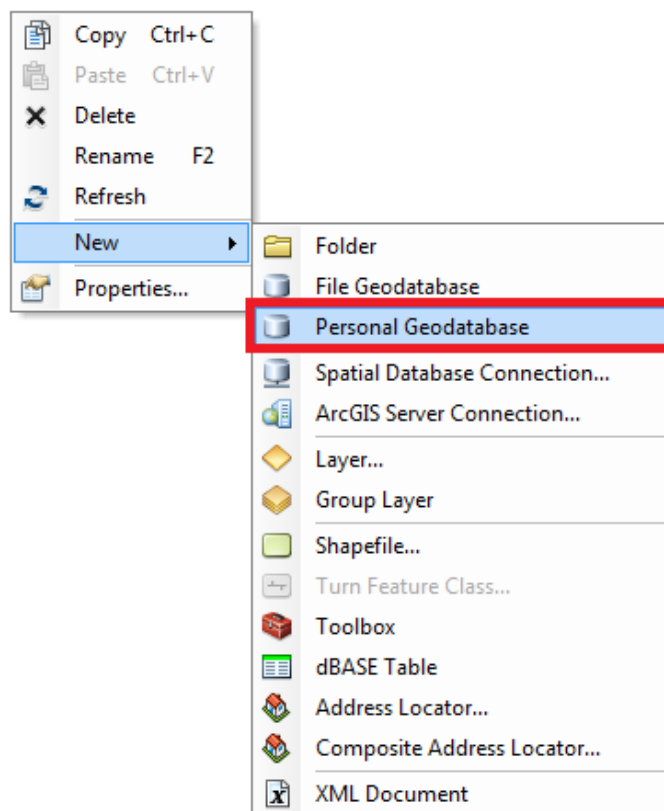 Copy Ctrl+C
Paste Ctrl+V
Delete
Rename F2
Refresh
New
Properties...
Folder
File Geodatabase
Personal Geodatabase
Spatial Database Connection...
ArcGIS Server Connection...
Layer...
Group Layer
Shapefile...
Turn Feature Class...
Toolbox
dBASE Table
Address Locator...
Composite Address Locator...
XML Document